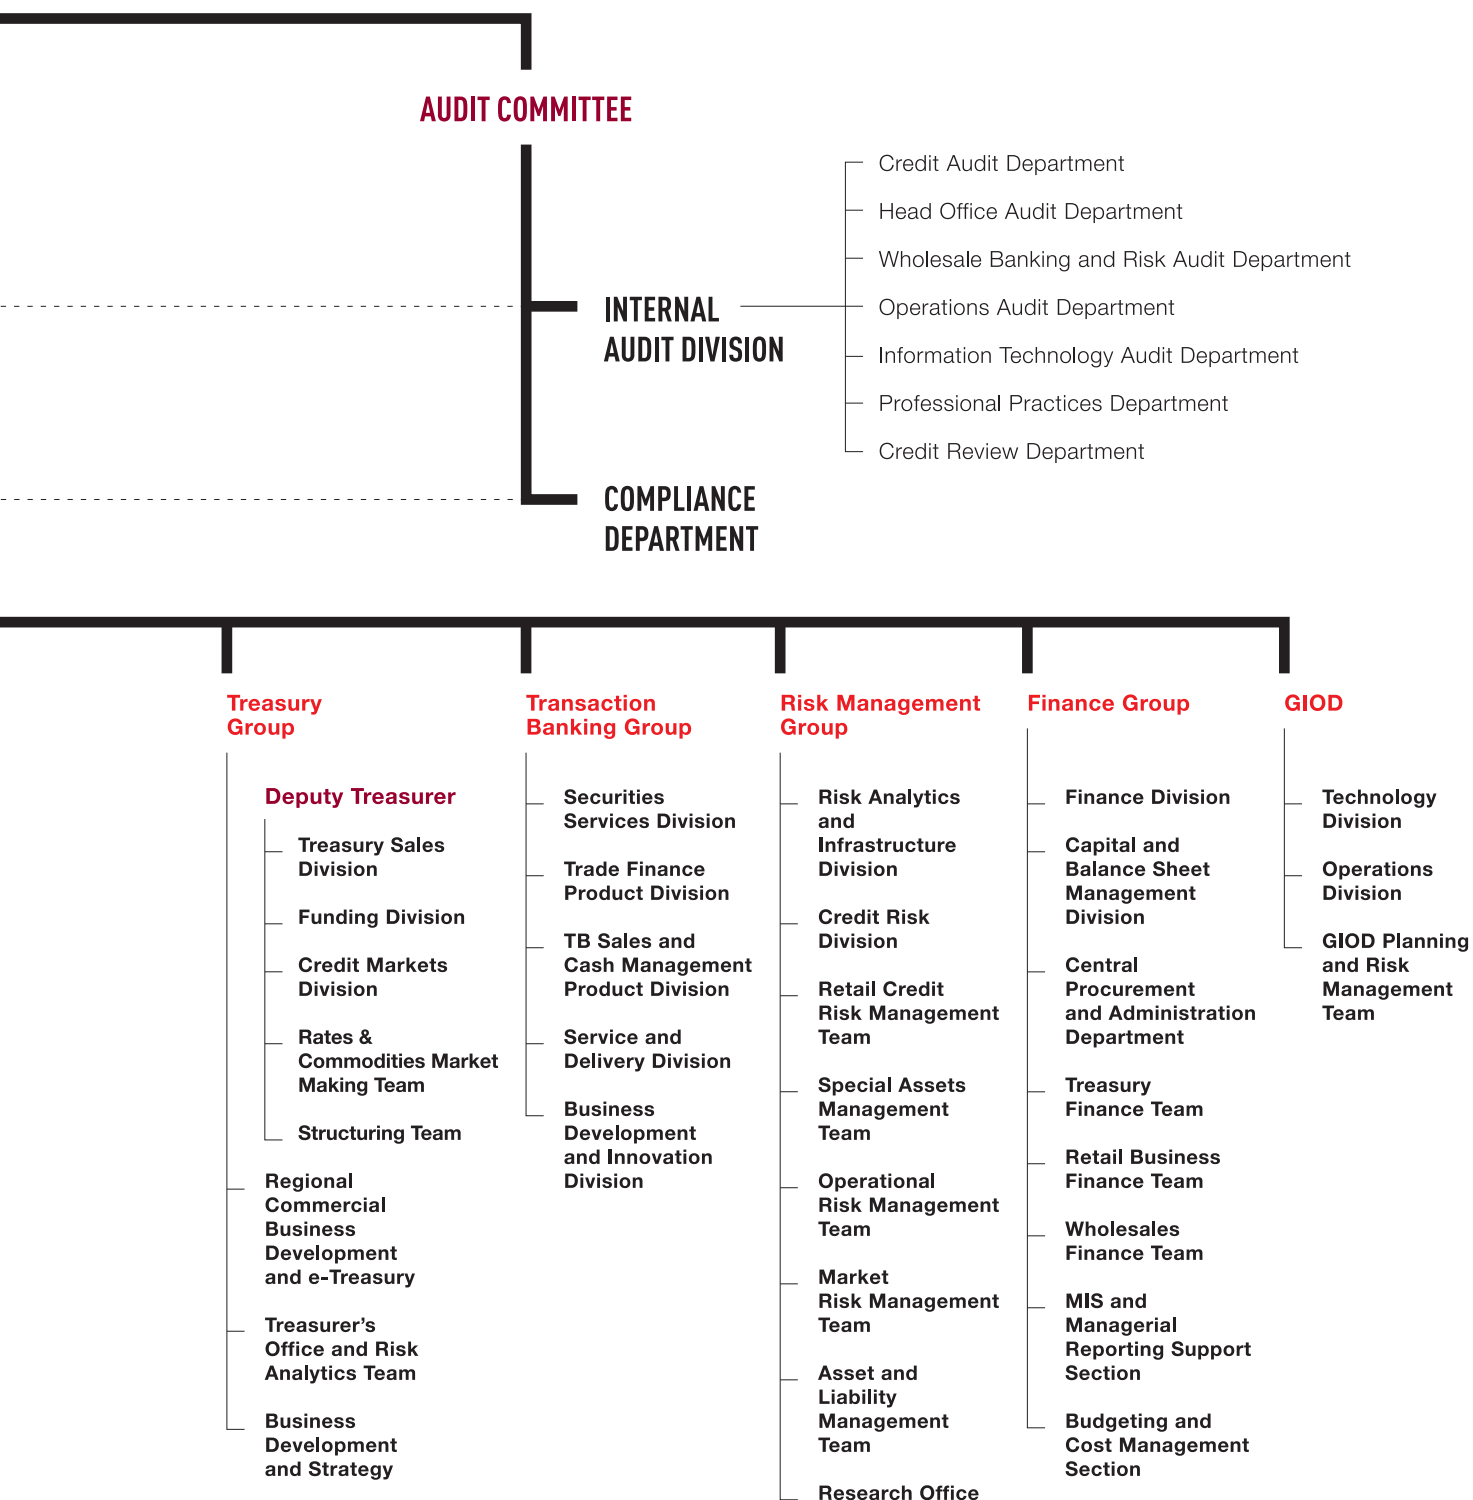 AUDIT COMMITTEE
Credit Audit Department
Head Office Audit Department
Wholesale Banking and Risk Audit Department
INTERNAL
AUDIT DIVISION
Operations Audit Department
Information Technology Audit Department
Professional Practices Department
Credit Review Department
COMPLIANCE
DEPARTMENT
Treasury
Group
Deputy Treasurer
Treasury Sales
Division
Funding Division
Credit Markets
Division
Rates &
Commodities Market
Making Team
Structuring Team
Regional
Commercial
Business
Development
and e-Treasury
Treasurer’s
Office and Risk
Analytics Team
Business
Development
and Strategy
Transaction
Banking Group
Securities
Services Division
Trade Finance
Product Division
TB Sales and
Cash Management
Product Division
Service and
Delivery Division
Business
Development
and Innovation
Division
Risk Management
Group
Risk Analytics
and
Infrastructure
Division
Credit Risk
Division
Retail Credit
Risk Management
Team
Special Assets
Management
Team
Operational
Risk Management
Team
Market
Risk Management
Team
Asset and
Liability
Management
Team
Research Office
Finance Group
Finance Division
Capital and
Balance Sheet
Management
Division
Central
Procurement
and Administration
Department
Treasury
Finance Team
Retail Business
Finance Team
Wholesales
Finance Team
MIS and
Managerial
Reporting Support
Section
Budgeting and
Cost Management
Section
GIOD
Technology
Division
Operations
Division
GIOD Planning
and Risk
Management
Team